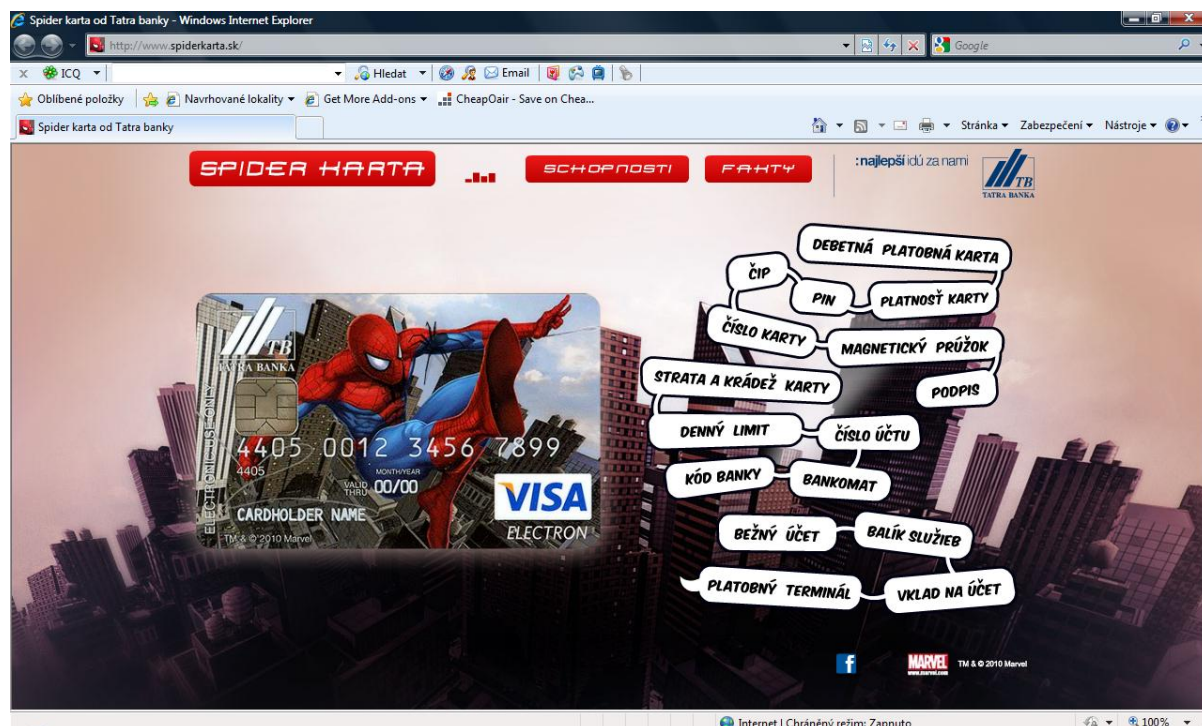 Spider karta od Tatra banky - Windows Internet Explorer
http://www.spiderkarta.sk/
Google
x ICQ Hledat Email
Oblíbené položky Navrhované lokality Get More Add-ons CheapOair - Save on Chea...
Spider karta od Tatra banky
Stránka Zabezpečení Nástroje
SPIDER KARTA
SCHOPNOSTI
FAKTY
:najlepší idú za nami
TB
TATRA BANKA
DEBETNÁ PLATOBNÁ KARTA
ČIP
PIN
PLATNOSŤ KARTY
ČÍSLO KARTY
MAGNETICKÝ PRÚŽOK
STRATA A KRÁDEŽ KARTY
PODPIS
DENNÝ LIMIT
ČÍSLO ÚČTU
KÓD BANKY
BANKOMAT
BEŽNÝ ÚČET
BALÍK SLUŽIEB
PLATOBNÝ TERMINÁL
VKLAD NA ÚČET
TB
TATRA BANKA
ELECTRONIC USE ONLY
4405 0012 3456 7899
4405
MONTH/YEAR
VALID THRU 00/00
CARDHOLDER NAME
TM & © 2010 Marvel
VISA
ELECTRON
f
MARVEL
www.marvel.com
TM & © 2010 Marvel
Internet | Chráněný režim: Zapnuto
100%